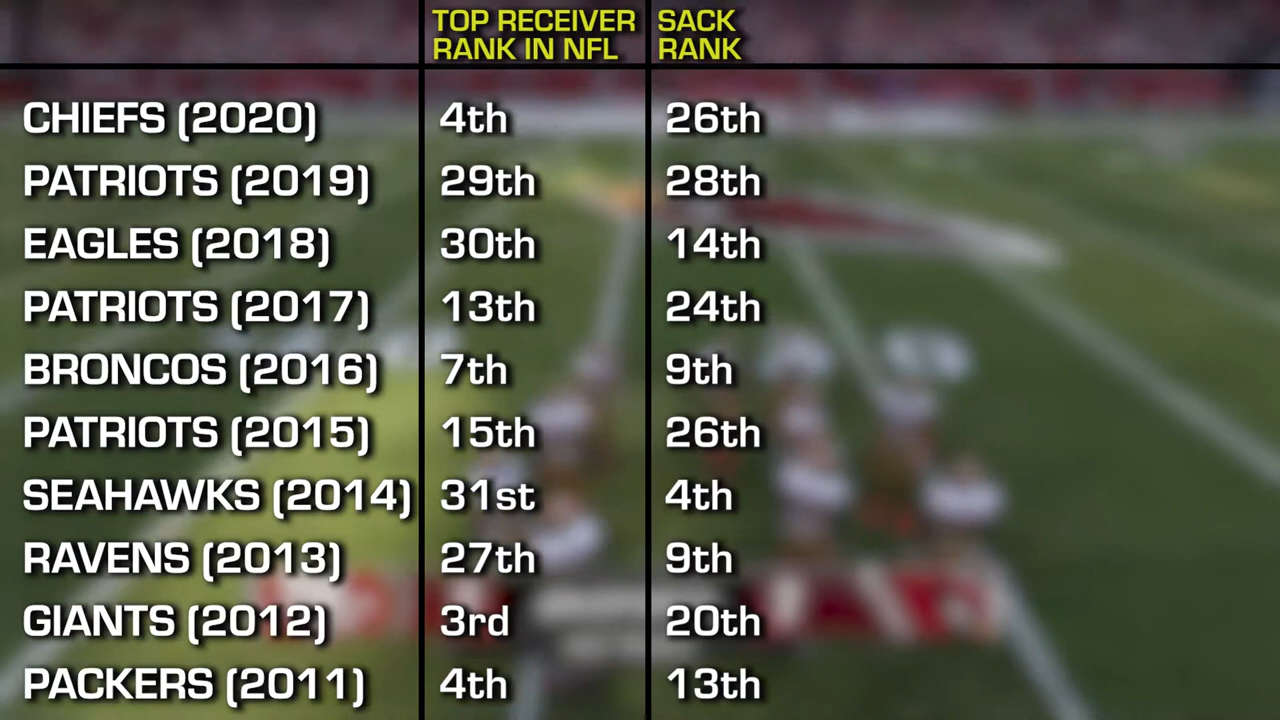 TOP RECEIVER SACK
RANK IN NFL RANK
CHIEFS (2020) 4th 26th
PATRIOTS (2019) 29th 28th
EAGLES (2018) 30th 14th
PATRIOTS (2017) 13th 24th
BRONCOS (2016) 7th 9th
PATRIOTS (2015) 15th 26th
SEAHAWKS (2014) 31st 4th
RAVENS (2013) 27th 9th
GIANTS (2012) 3rd 20th
PACKERS (2011) 4th 13th